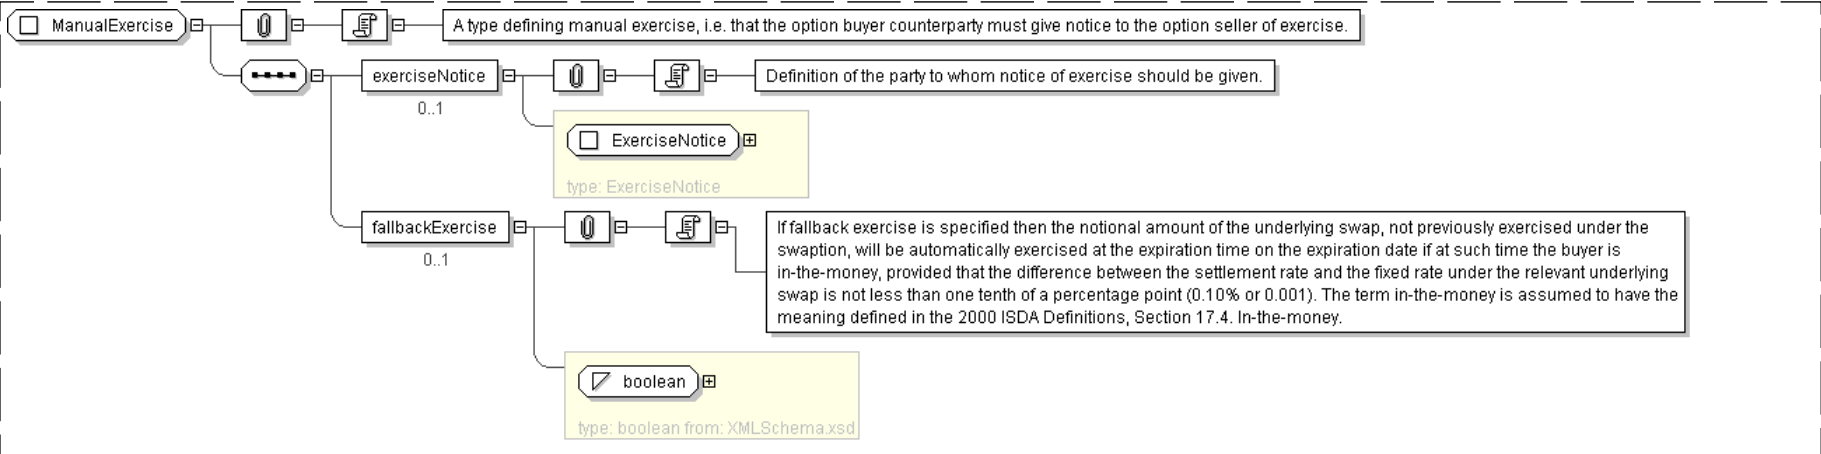 ManualExercise
A type defining manual exercise, i.e. that the option buyer counterparty must give notice to the option seller of exercise.
exerciseNotice
Definition of the party to whom notice of exercise should be given.
0..1
ExerciseNotice
type: ExerciseNotice
fallbackExercise
0..1
If fallback exercise is specified then the notional amount of the underlying swap, not previously exercised under the
swaption, will be automatically exercised at the expiration time on the expiration date if at such time the buyer is
in-the-money, provided that the difference between the settlement rate and the fixed rate under the relevant underlying
swap is not less than one tenth of a percentage point (0.10% or 0.001). The term in-the-money is assumed to have the
meaning defined in the 2000 ISDA Definitions, Section 17.4. In-the-money.
boolean
type: boolean from: XMLSchema.xsd